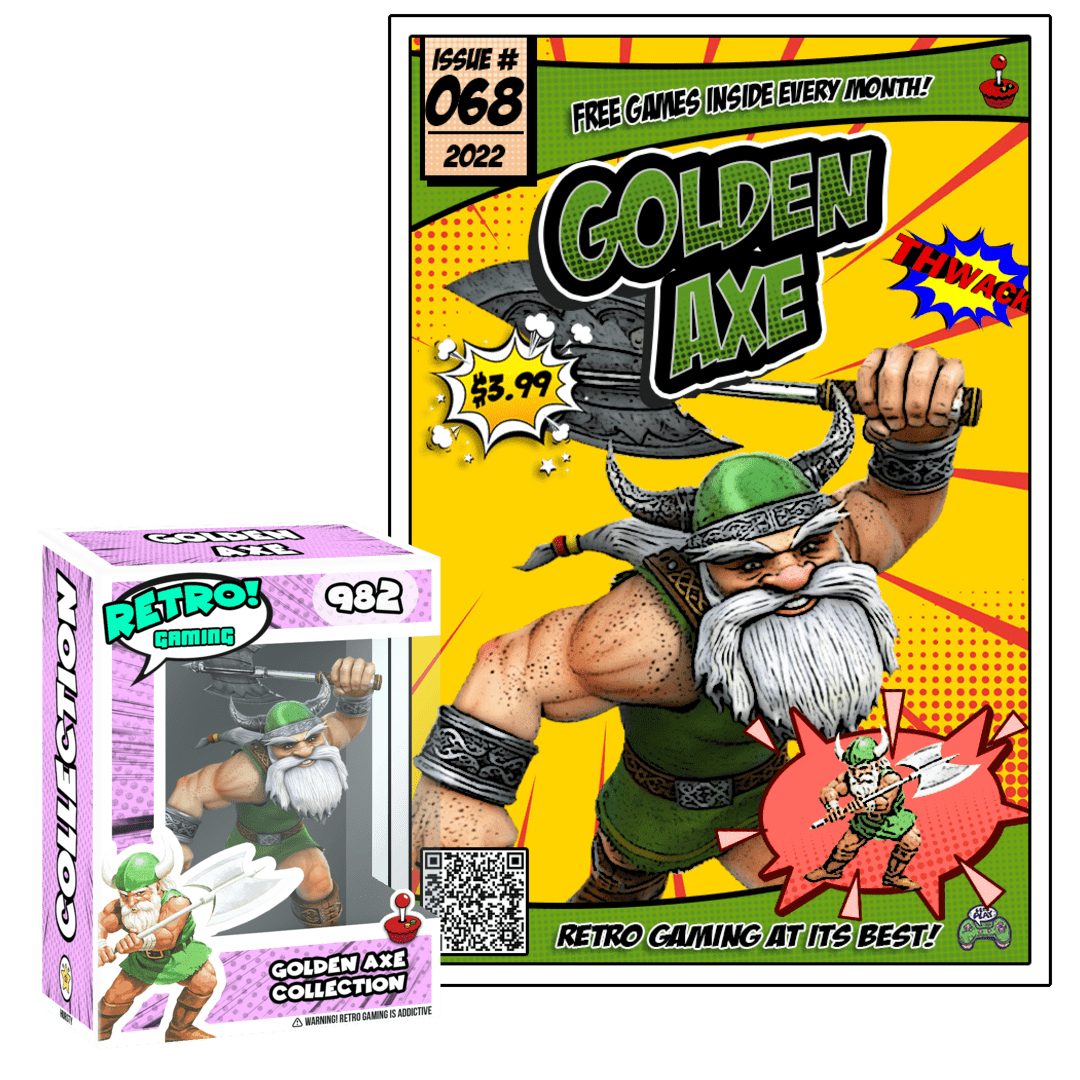 ISSUE #
068
2022
FREE GAMES INSIDE EVERY MONTH!
GOLDEN
AXE
THWACK
$3.99
RETRO GAMING AT ITS BEST!
GOLDEN
AXE
RETRO!
GAMING
982
COLLECTION
GOLDEN AXE
COLLECTION
WARNING! RETRO GAMING IS ADDICTIVE